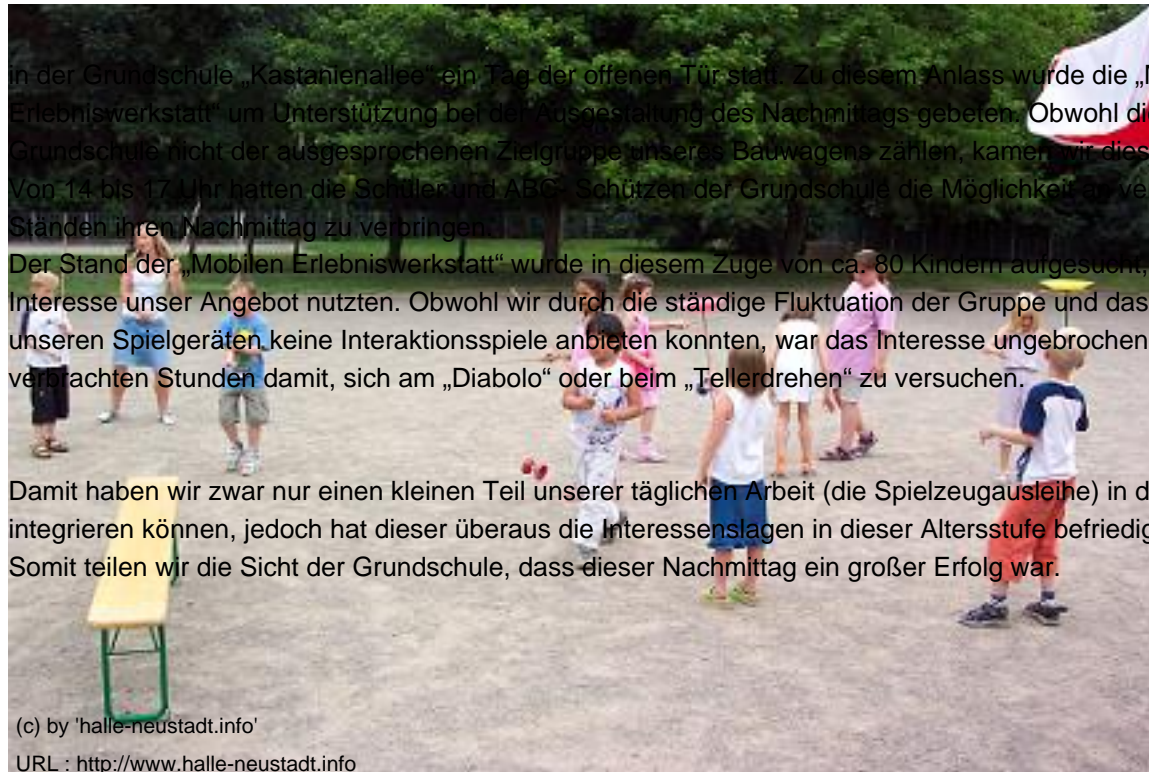 in der Grundschule „Kastanienallee“ ein Tag der offenen Tür statt. Zu diesem Anlass wurde die „
Erlebniswerkstatt“ um Unterstützung bei der Ausgestaltung des Nachmittags gebeten. Obwohl
Grundschule nicht der ausgesprochenen Zielgruppe unseres Bauwagens zählen, kamen wir
Von 14 bis 17 Uhr hatten die Schüler und ABC- Schützen der Grundschule die Möglichkeit an
Ständen ihren Nachmittag zu verbringen.
Der Stand der „Mobilen Erlebniswerkstatt“ wurde in diesem Zuge von ca. 80 Kindern aufgesucht,
Interesse unser Angebot nutzten. Obwohl wir durch die ständige Fluktuation der Gruppe und das
unseren Spielgeräten keine Interaktionsspiele anbieten konnten, war das Interesse ungebrochen
verbrachten Stunden damit, sich am „Diabolo“ oder beim „Tellerdrehen“ zu versuchen.
Damit haben wir zwar nur einen kleinen Teil unserer täglichen Arbeit (die Spielzeugausleihe) in
integrieren können, jedoch hat dieser überaus die Interessenslagen in dieser Altersstufe
Somit teilen wir die Sicht der Grundschule, dass dieser Nachmittag ein großer Erfolg war.
(c) by 'halle-neustadt.info'
URL : http://www.halle-neustadt.info